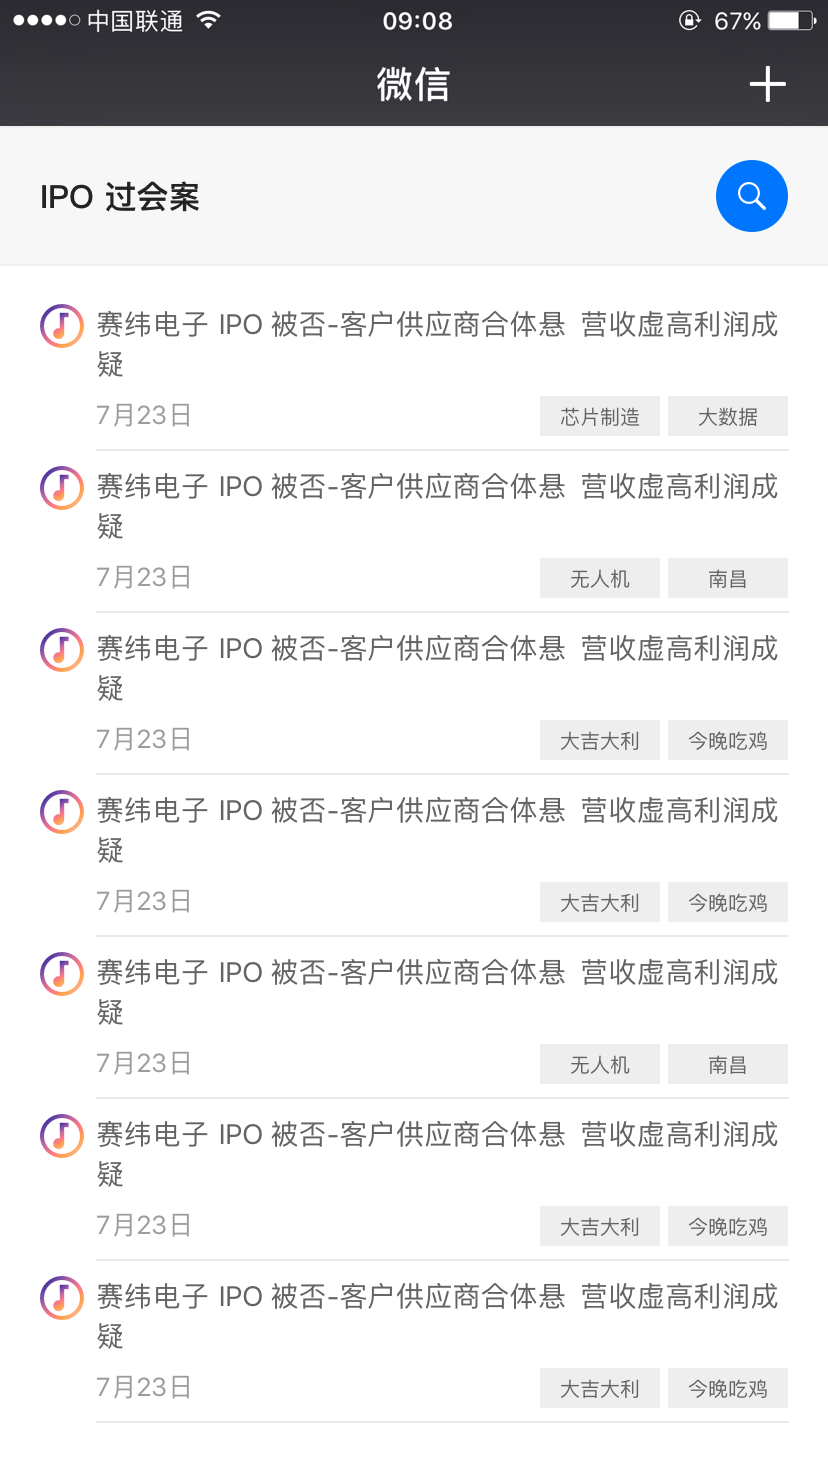 中国联通
09:08
67%
微信
IPO 过会案
赛纬电子 IPO 被否-客户供应商合体悬 营收虚高利润成
疑
7月23日
芯片制造
大数据
赛纬电子 IPO 被否-客户供应商合体悬 营收虚高利润成
疑
7月23日
无人机
南昌
赛纬电子 IPO 被否-客户供应商合体悬 营收虚高利润成
疑
7月23日
大吉大利
今晚吃鸡
赛纬电子 IPO 被否-客户供应商合体悬 营收虚高利润成
疑
7月23日
大吉大利
今晚吃鸡
赛纬电子 IPO 被否-客户供应商合体悬 营收虚高利润成
疑
7月23日
无人机
南昌
赛纬电子 IPO 被否-客户供应商合体悬 营收虚高利润成
疑
7月23日
大吉大利
今晚吃鸡
赛纬电子 IPO 被否-客户供应商合体悬 营收虚高利润成
疑
7月23日
大吉大利
今晚吃鸡